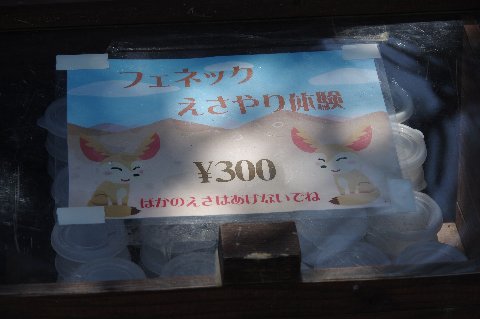 フェネック
えさやり体験
¥300
ほかのえさはあげないでね